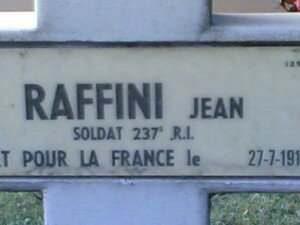 RAFFINI JEAN
SOLDAT 237e .R.I.
T POUR LA FRANCE le 27-7-191